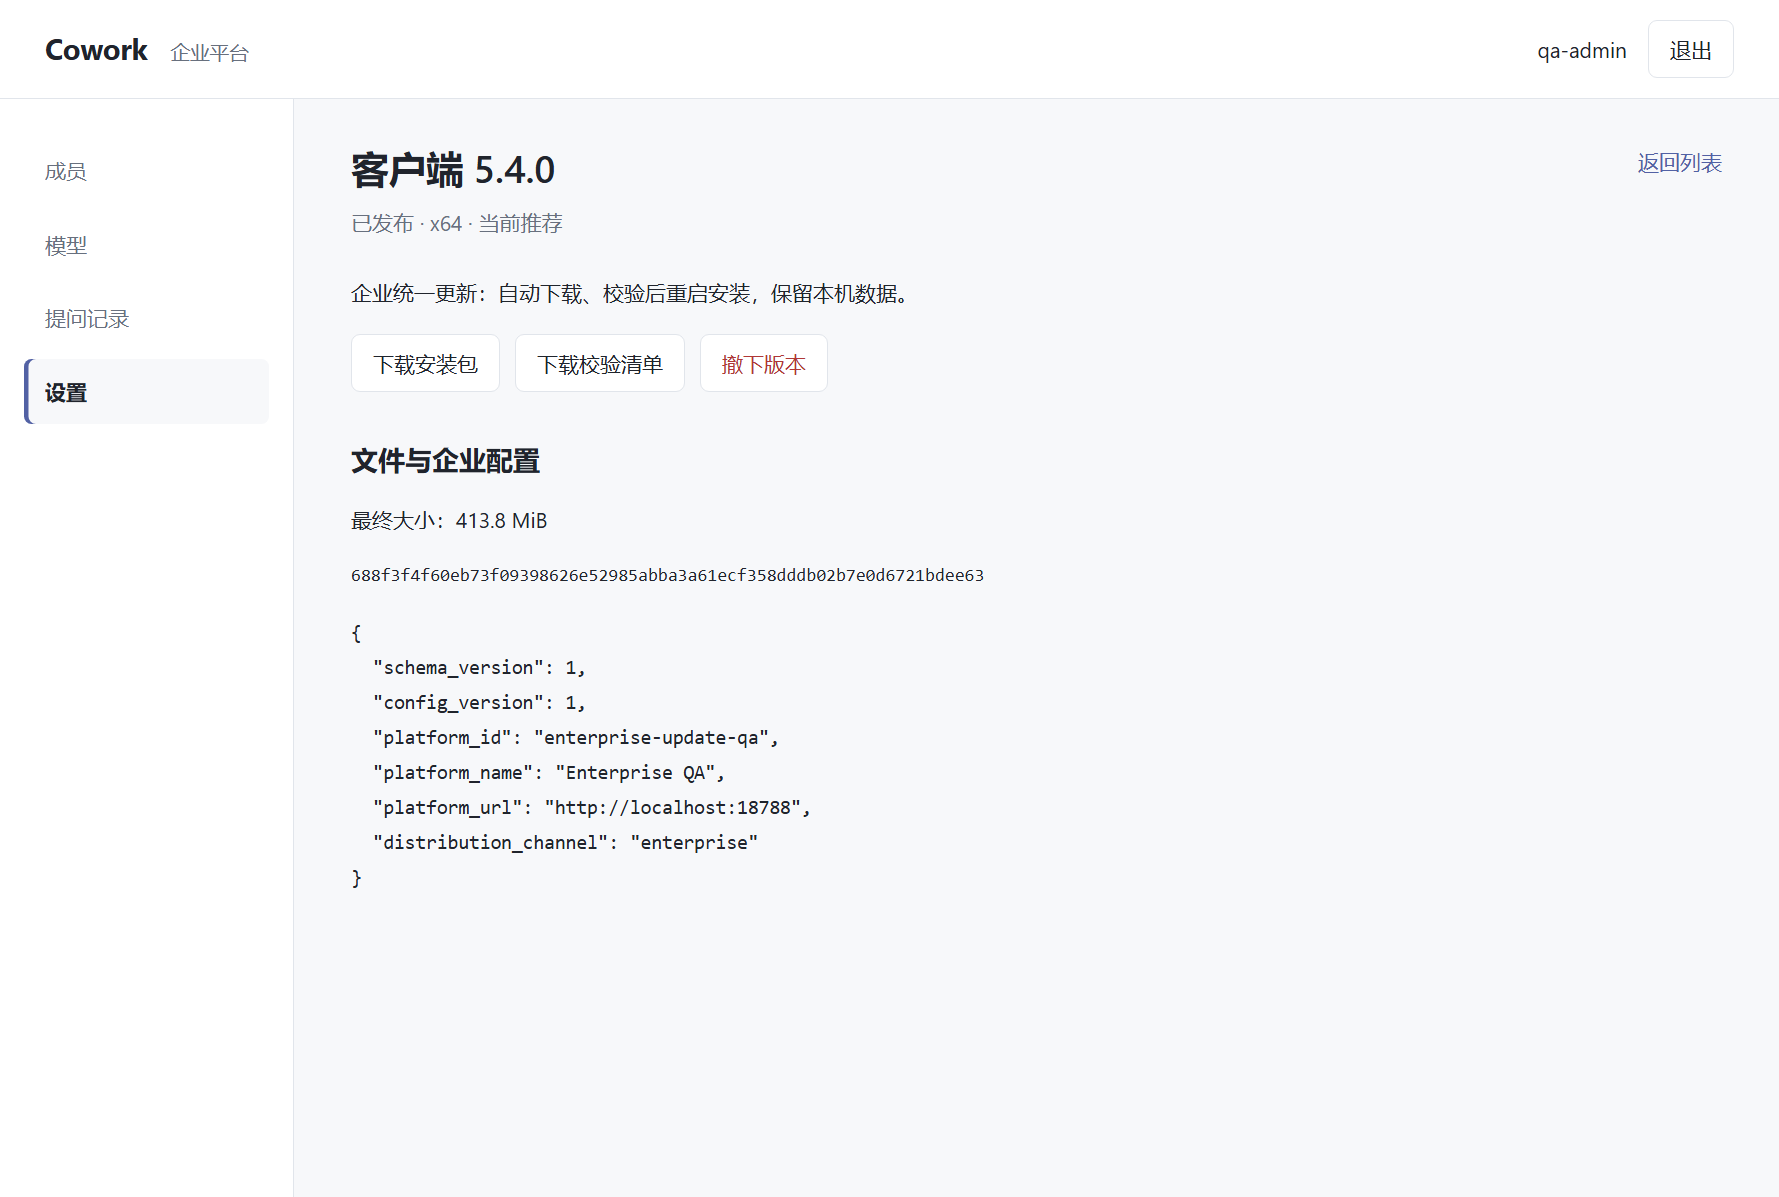 Cowork 企业平台
qa-admin
退出
成员
模型
提问记录
设置
客户端 5.4.0
返回列表
已发布 · x64 · 当前推荐
企业统一更新：自动下载、校验后重启安装，保留本机数据。
下载安装包
下载校验清单
撤下版本
文件与企业配置
最终大小：413.8 MiB
688f3f4f60eb73f09398626e52985abba3a61ecf358dddb02b7e0d6721bdee63
{
  "schema_version": 1,
  "config_version": 1,
  "platform_id": "enterprise-update-qa",
  "platform_name": "Enterprise QA",
  "platform_url": "http://localhost:18788",
  "distribution_channel": "enterprise"
}